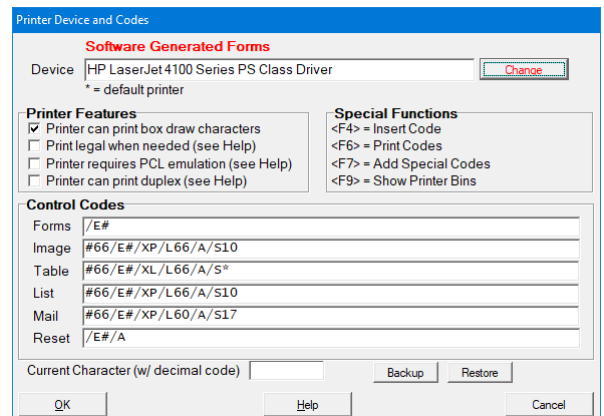 Printer Device and Codes
Software Generated Forms
Device HP LaserJet 4100 Series PS Class Driver Change
* = default printer
Printer Features
Printer can print box draw characters
Print legal when needed (see Help)
Printer requires PCL emulation (see Help)
Printer can print duplex (see Help)
Special Functions
<F4> = Insert Code
<F6> = Print Codes
<F7> = Add Special Codes
<F9> = Show Printer Bins
Control Codes
Forms /E#
Image #66/E#/XP/L66/A/S10
Table #66/E#/XL/L66/A/S*
List #66/E#/XP/L66/A/S10
Mail #66/E#/XP/L60/A/S17
Reset /E#/A
Current Character (w/ decimal code) Backup Restore
OK Help Cancel